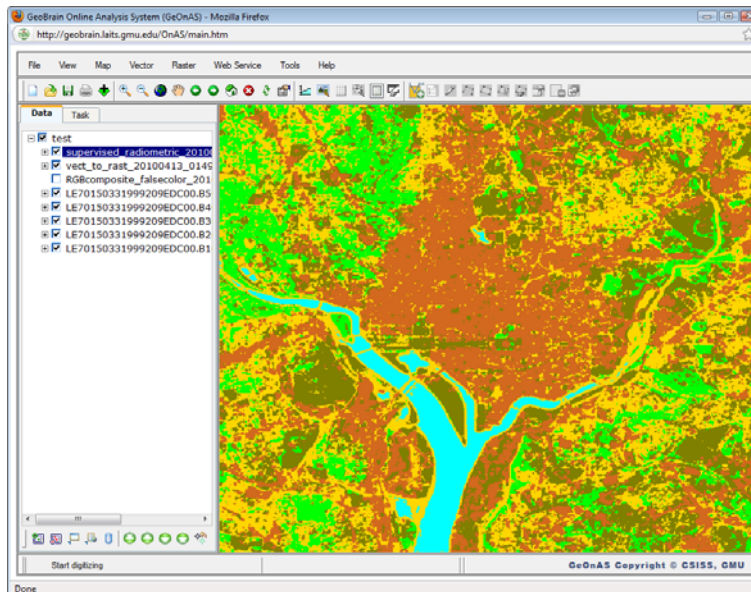 GeoBrain Online Analysis System (GeOnAS) - Mozilla Firefox
http://geobrain.laits.gmu.edu/OnAS/main.htm
File View Map Vector Raster Web Service Tools Help
Data Task
test
supervised_radiometric_20100
vect_to_rast_20100413_0149
RGBcomposite_falsecolor_201
LE70150331999209EDC00.B5
LE70150331999209EDC00.B4
LE70150331999209EDC00.B3
LE70150331999209EDC00.B2
LE70150331999209EDC00.B1
Start digitizing GeOnAS Copyright © CSISS, GMU
Done